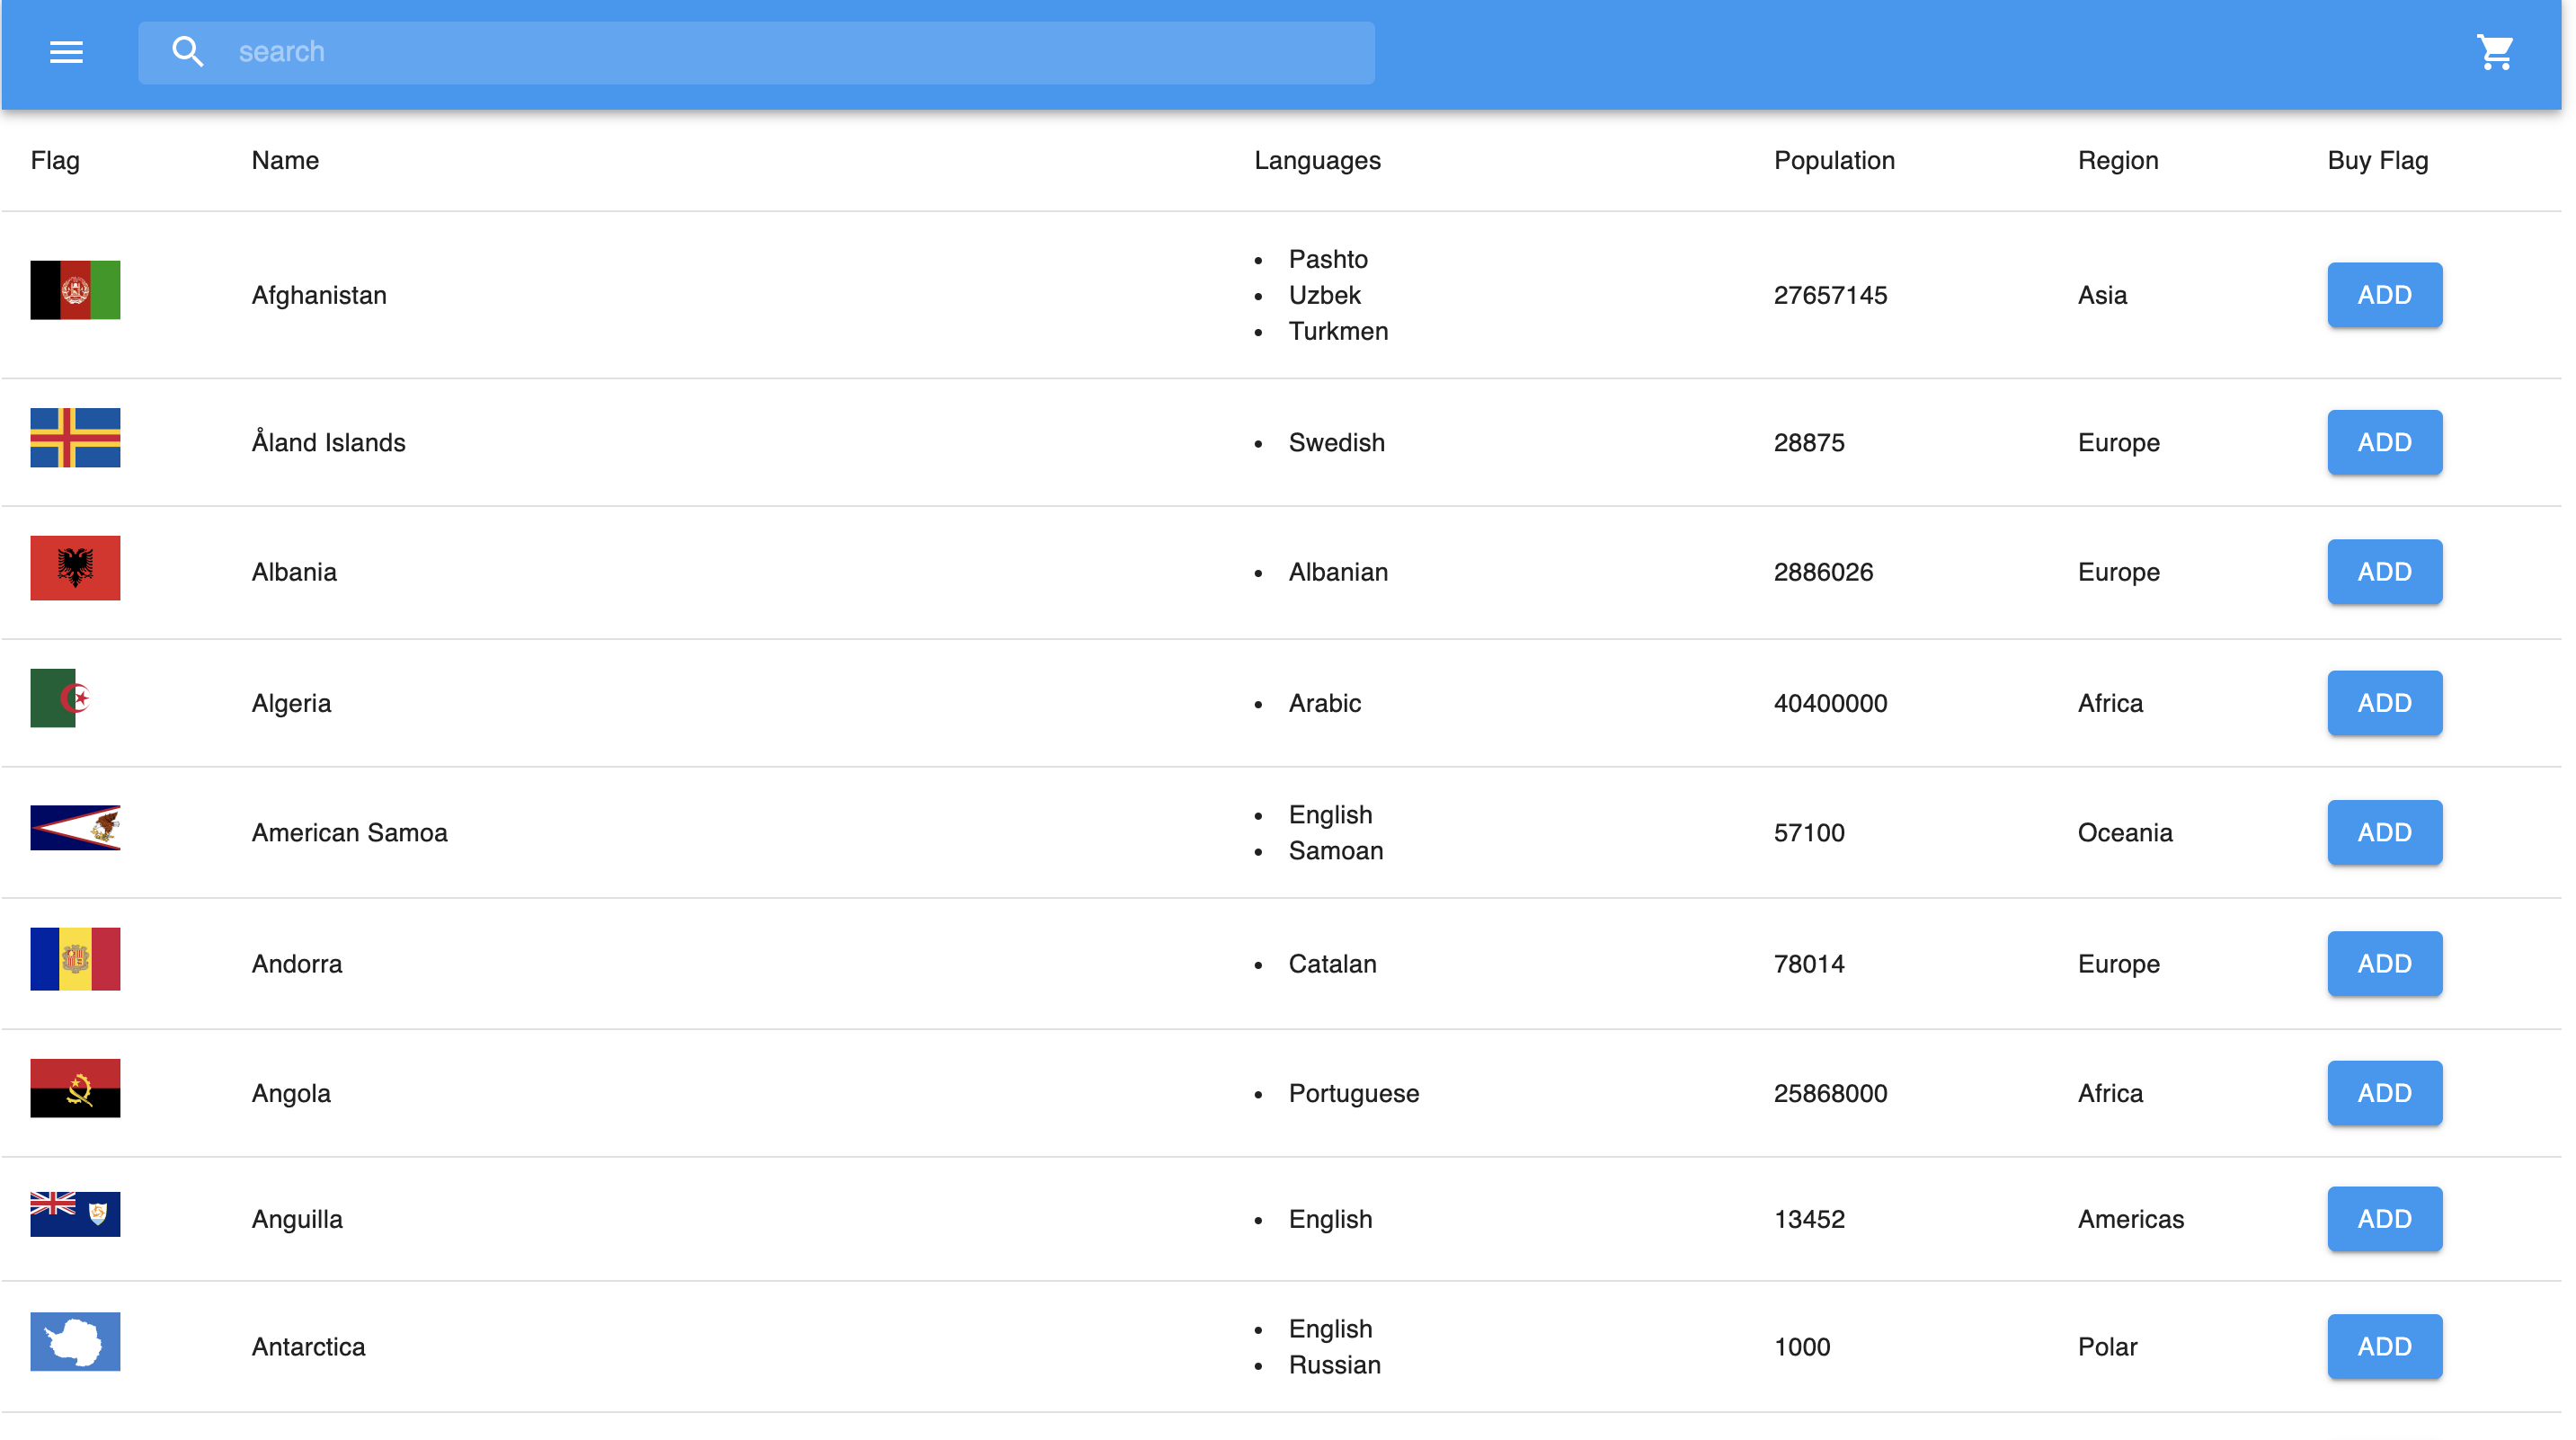 search
Flag Name Languages Population Region Buy Flag
• Pashto
Afghanistan • Uzbek 27657145 Asia ADD
• Turkmen
Åland Islands • Swedish 28875 Europe ADD
Albania • Albanian 2886026 Europe ADD
Algeria • Arabic 40400000 Africa ADD
• English
American Samoa 57100 Oceania ADD
• Samoan
Andorra • Catalan 78014 Europe ADD
Angola • Portuguese 25868000 Africa ADD
Anguilla • English 13452 Americas ADD
• English
Antarctica 1000 Polar ADD
• Russian